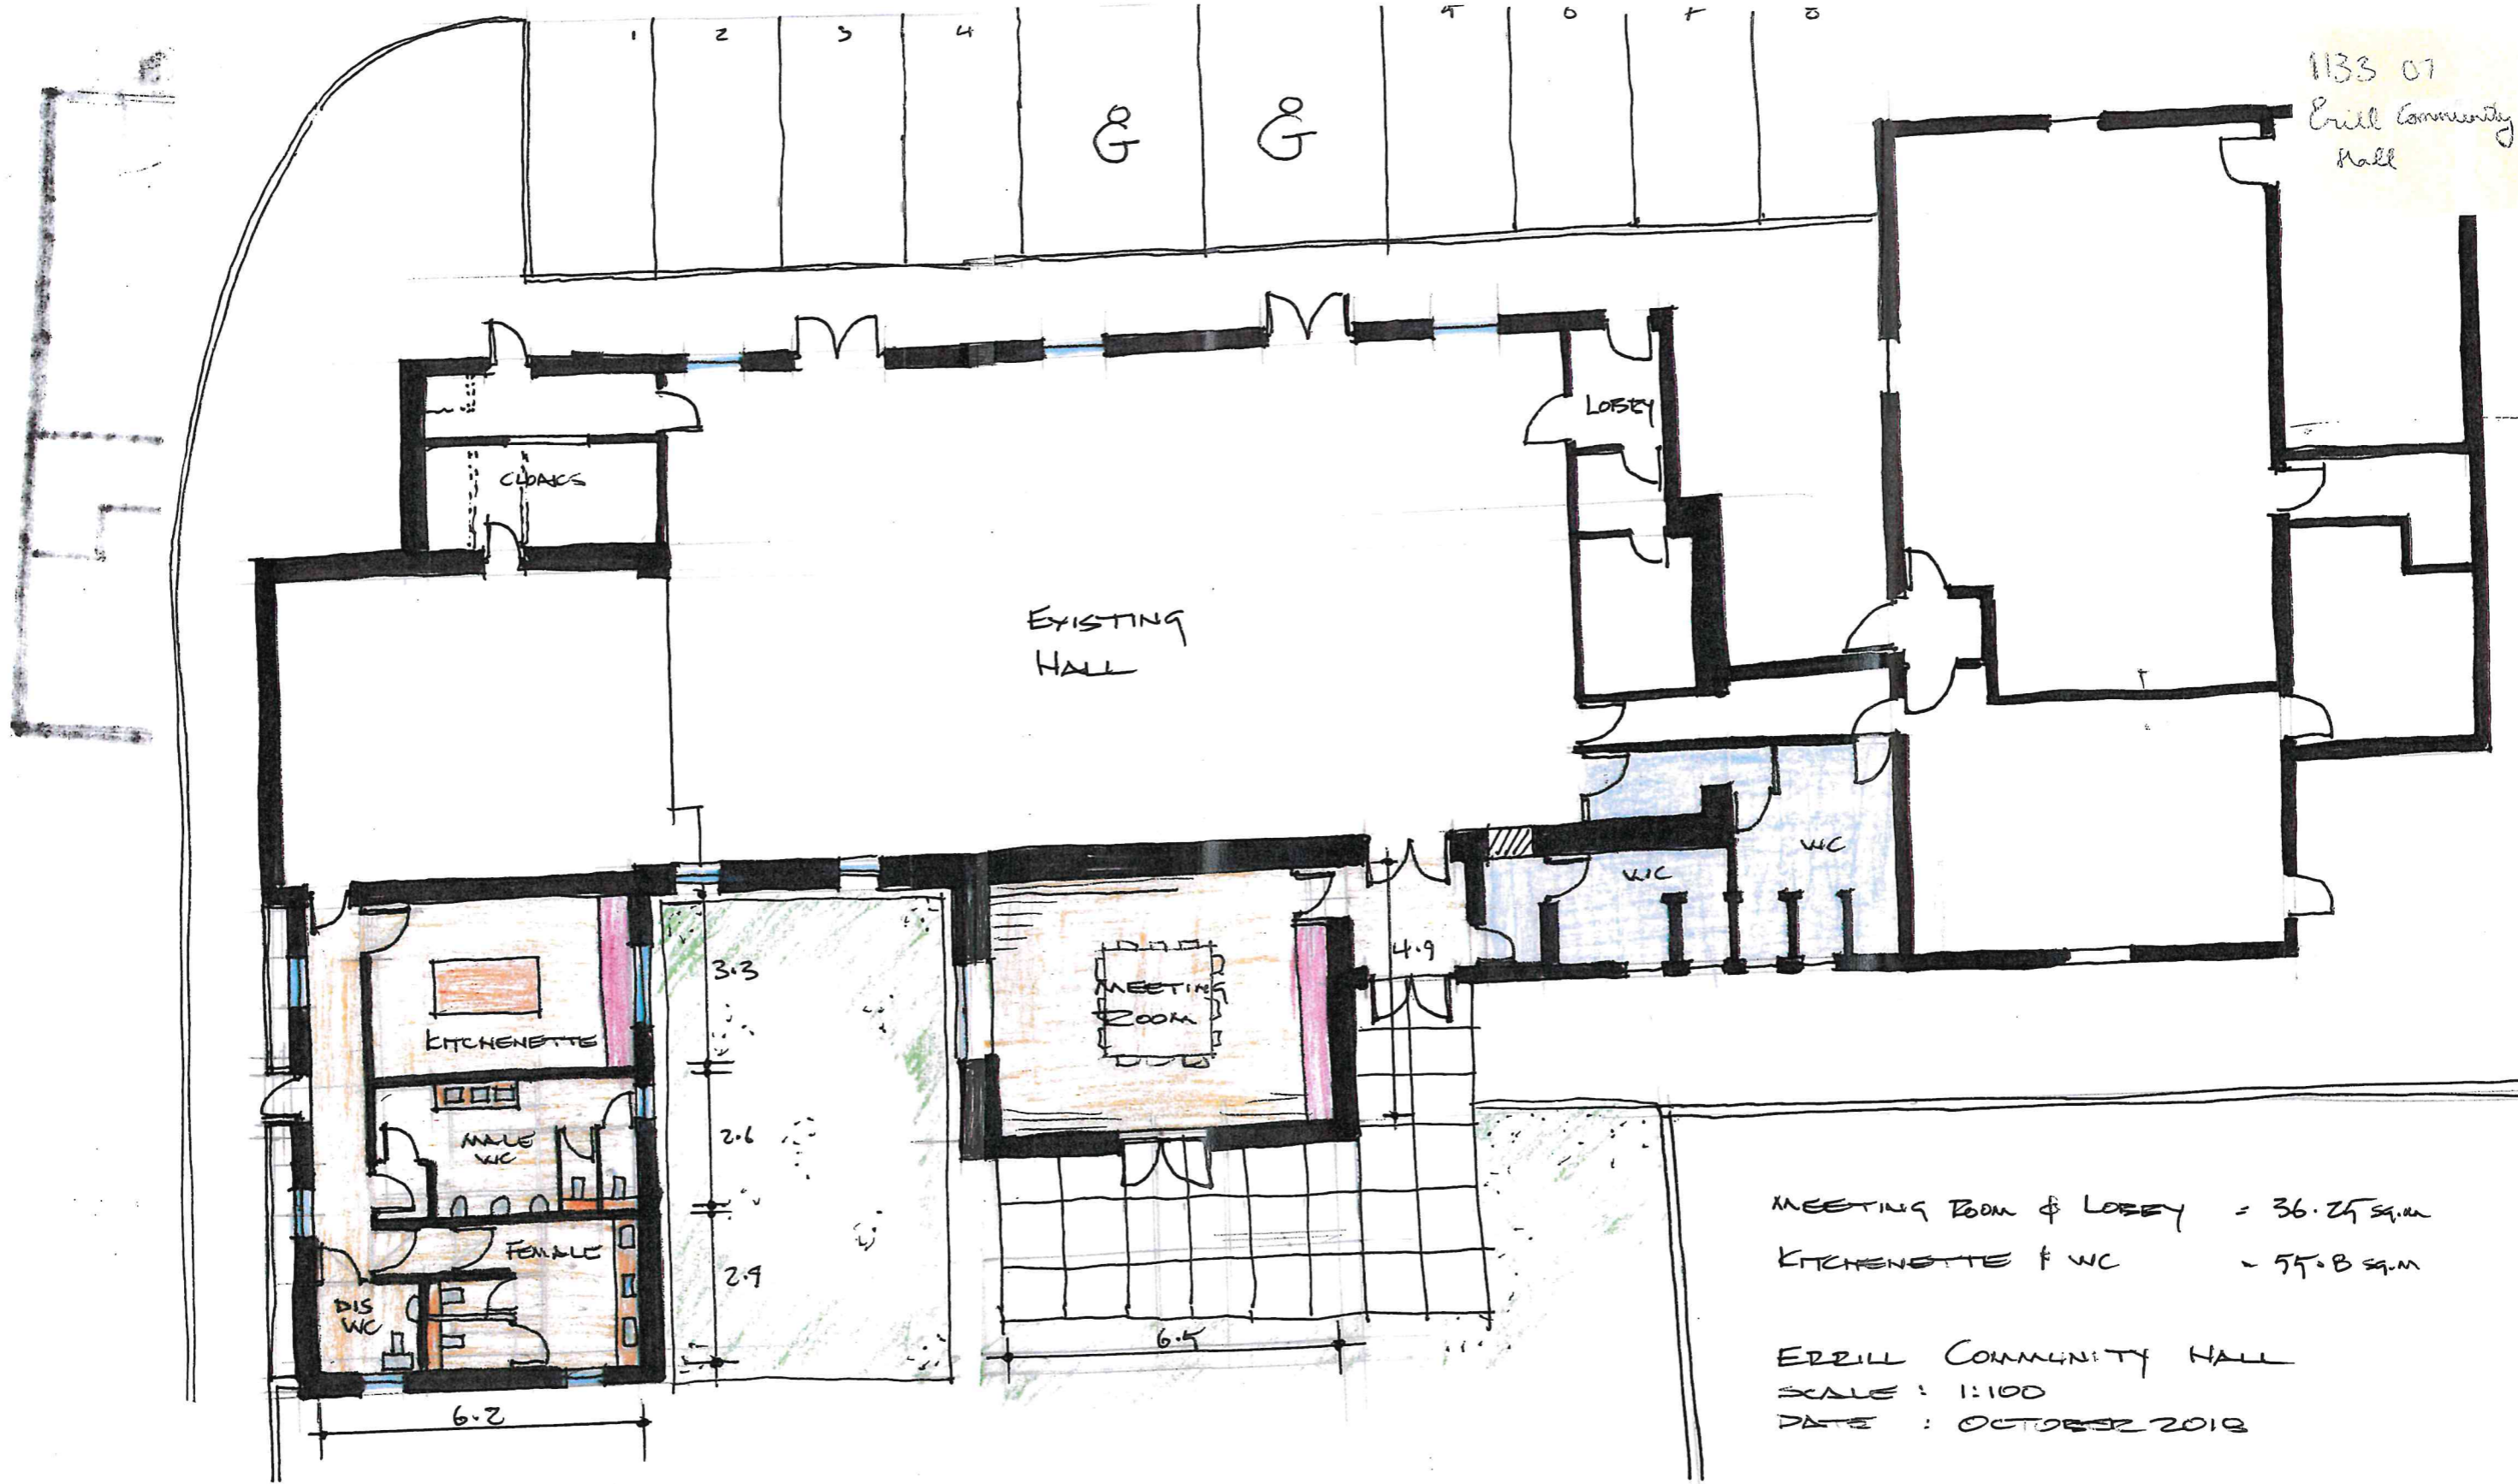 1 2 3 4
1133 07
Errill Community
Hall
LOBBY
CLOAKS
EXISTING
HALL
WC
WC
3.3
4.9
MEETING
ROOM
KITCHENETTE
2.6
MALE
WC
FEMALE
2.9
DIS
WC
6.5
6.2
MEETING ROOM & LOBBY = 36.25 sq.m
KITCHENETTE & WC = 55.8 sq.m
ERRILL COMMUNITY HALL
SCALE : 1:100
DATE : OCTOBER 2018